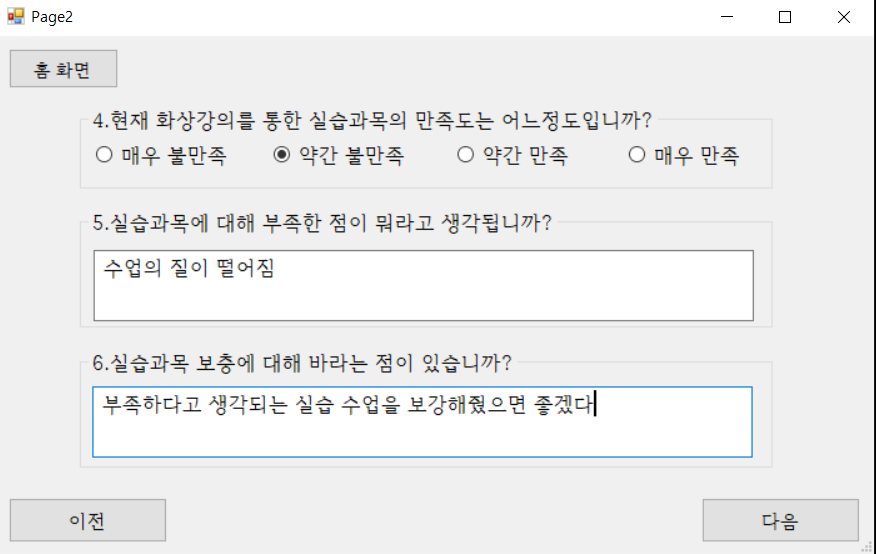 Page2
홈 화면
4.현재 화상강의를 통한 실습과목의 만족도는 어느정도입니까?
매우 불만족 약간 불만족 약간 만족 매우 만족
5.실습과목에 대해 부족한 점이 뭐라고 생각됩니까?
수업의 질이 떨어짐
6.실습과목 보충에 대해 바라는 점이 있습니까?
부족하다고 생각되는 실습 수업을 보강해줬으면 좋겠다
이전 다음